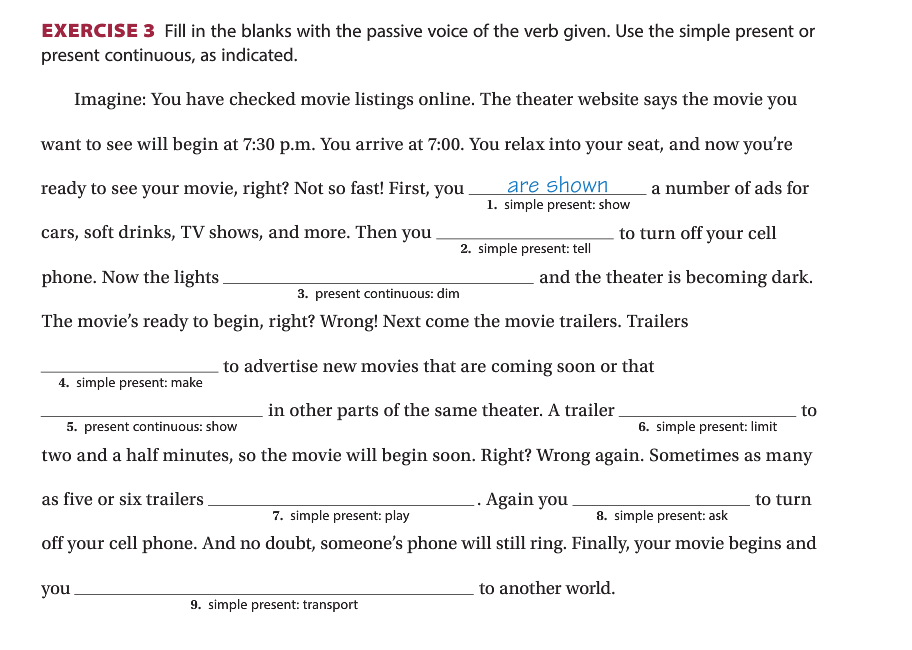 EXERCISE 3 Fill in the blanks with the passive voice of the verb given. Use the simple present or
present continuous, as indicated.
Imagine: You have checked movie listings online. The theater website says the movie you
want to see will begin at 7:30 p.m. You arrive at 7:00. You relax into your seat, and now you’re
ready to see your movie, right? Not so fast! First, you are shown a number of ads for
1. simple present: show
cars, soft drinks, TV shows, and more. Then you ____________ to turn off your cell
2. simple present: tell
phone. Now the lights ____________ and the theater is becoming dark.
3. present continuous: dim
The movie’s ready to begin, right? Wrong! Next come the movie trailers. Trailers
____________ to advertise new movies that are coming soon or that
4. simple present: make
____________ in other parts of the same theater. A trailer ____________ to
5. present continuous: show 6. simple present: limit
two and a half minutes, so the movie will begin soon. Right? Wrong again. Sometimes as many
as five or six trailers ____________. Again you ____________ to turn
7. simple present: play 8. simple present: ask
off your cell phone. And no doubt, someone’s phone will still ring. Finally, your movie begins and
you ____________ to another world.
9. simple present: transport